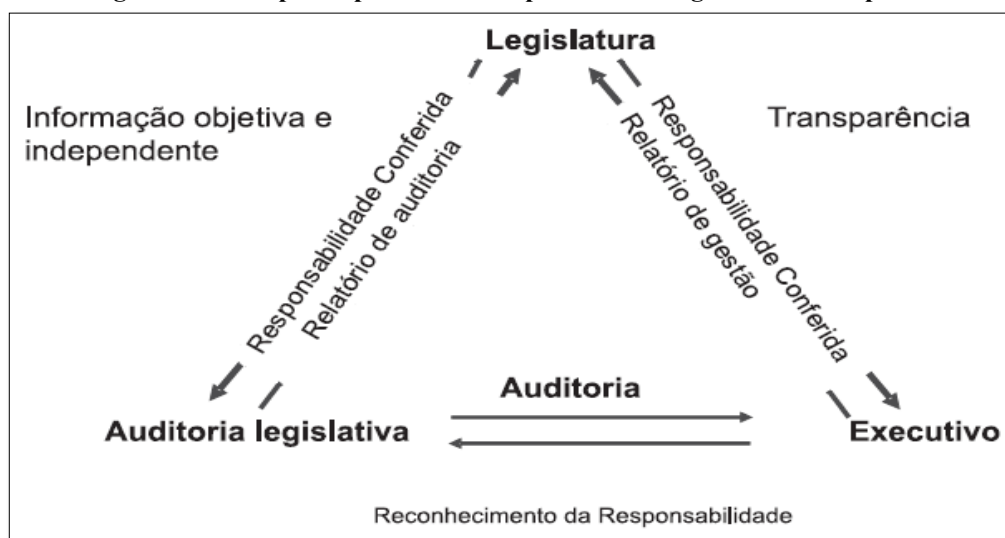 Legislatura
Informação objetiva e
independente
Transparência
Responsabilidade Conferida
Relatório de auditoria
Responsabilidade Conferida
Relatório de gestão
Auditoria
Auditoria legislativa
Executivo
Reconhecimento da Responsabilidade